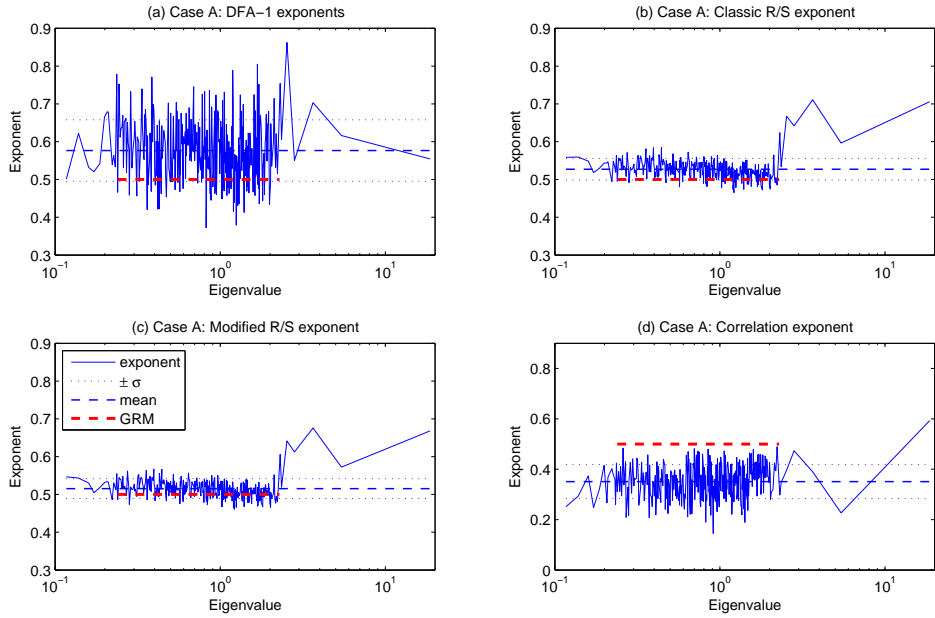 (a) Case A: DFA−1 exponents
0.9
0.8
0.7
0.6
0.5
0.4
0.3
Exponent
10^-1
10^0
10^1
Eigenvalue
(b) Case A: Classic R/S exponent
0.9
0.8
0.7
0.6
0.5
0.4
0.3
Exponent
10^-1
10^0
10^1
Eigenvalue
(c) Case A: Modified R/S exponent
0.9
0.8
0.7
0.6
0.5
0.4
0.3
Exponent
exponent
± σ
mean
GRM
10^-1
10^0
10^1
Eigenvalue
(d) Case A: Correlation exponent
0.9
0.8
0.6
0.4
0.2
0
Exponent
10^-1
10^0
10^1
Eigenvalue